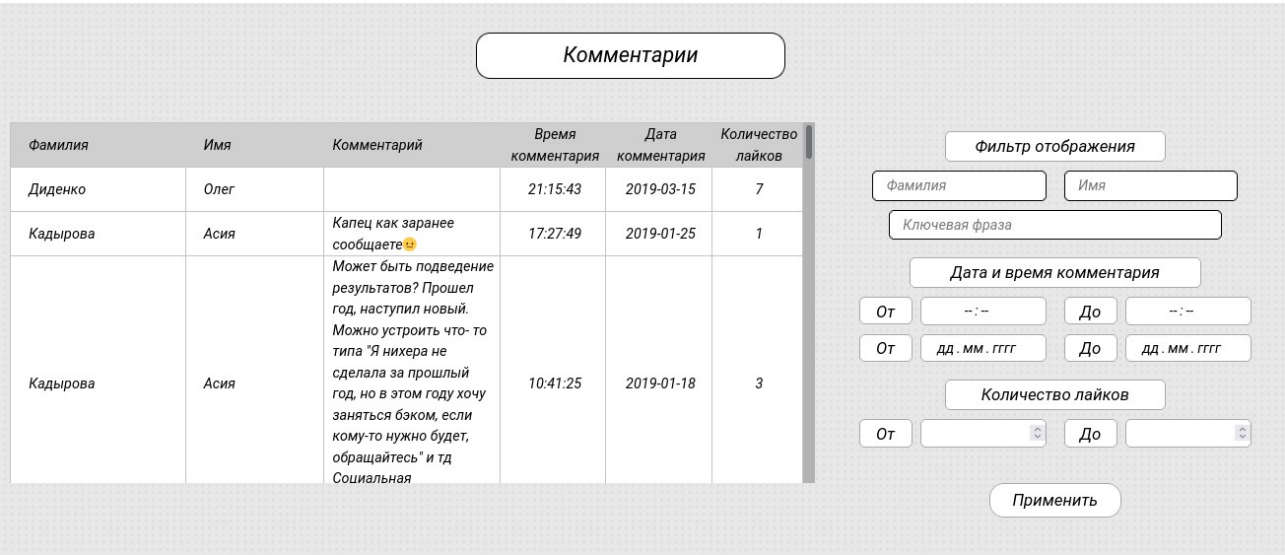 Комментарии
Фамилия Имя Комментарий Время комментария Дата комментария Количество лайков
Диденко Олег 21:15:43 2019-03-15 7
Кадырова Асия Капец как заранее
сообщаете😐 17:27:49 2019-01-25 1
Кадырова Асия Может быть подведение
результатов? Прошел
год, наступил новый.
Можно устроить что- то
типа "Я нихера не
сделала за прошлый
год, но в этом году хочу
заняться бэком, если
кому-то нужно будет,
обращайтесь" и тд
Социальная
10:41:25 2019-01-18 3
Фильтр отображения
Фамилия Имя
Ключевая фраза
Дата и время комментария
От --:-- До --:--
От дд.мм.гггг До дд.мм.гггг
Количество лайков
От До
Применить